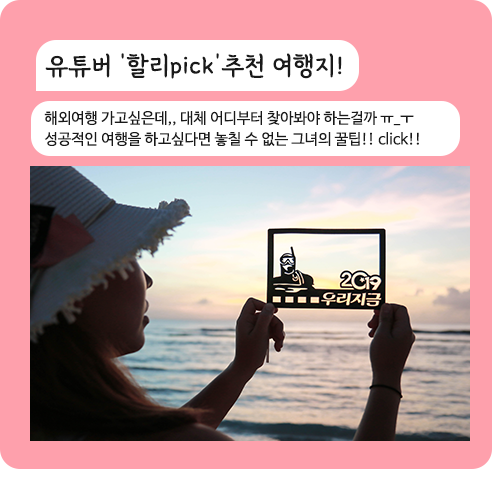 유튜버 '할리pick'추천 여행지!
해외여행 가고싶은데,, 대체 어디부터 찾아봐야 하는걸까 ㅠ_ㅜ
성공적인 여행을 하고싶다면 놓칠 수 없는 그녀의 꿀팁!! click!!
2019
우리지금